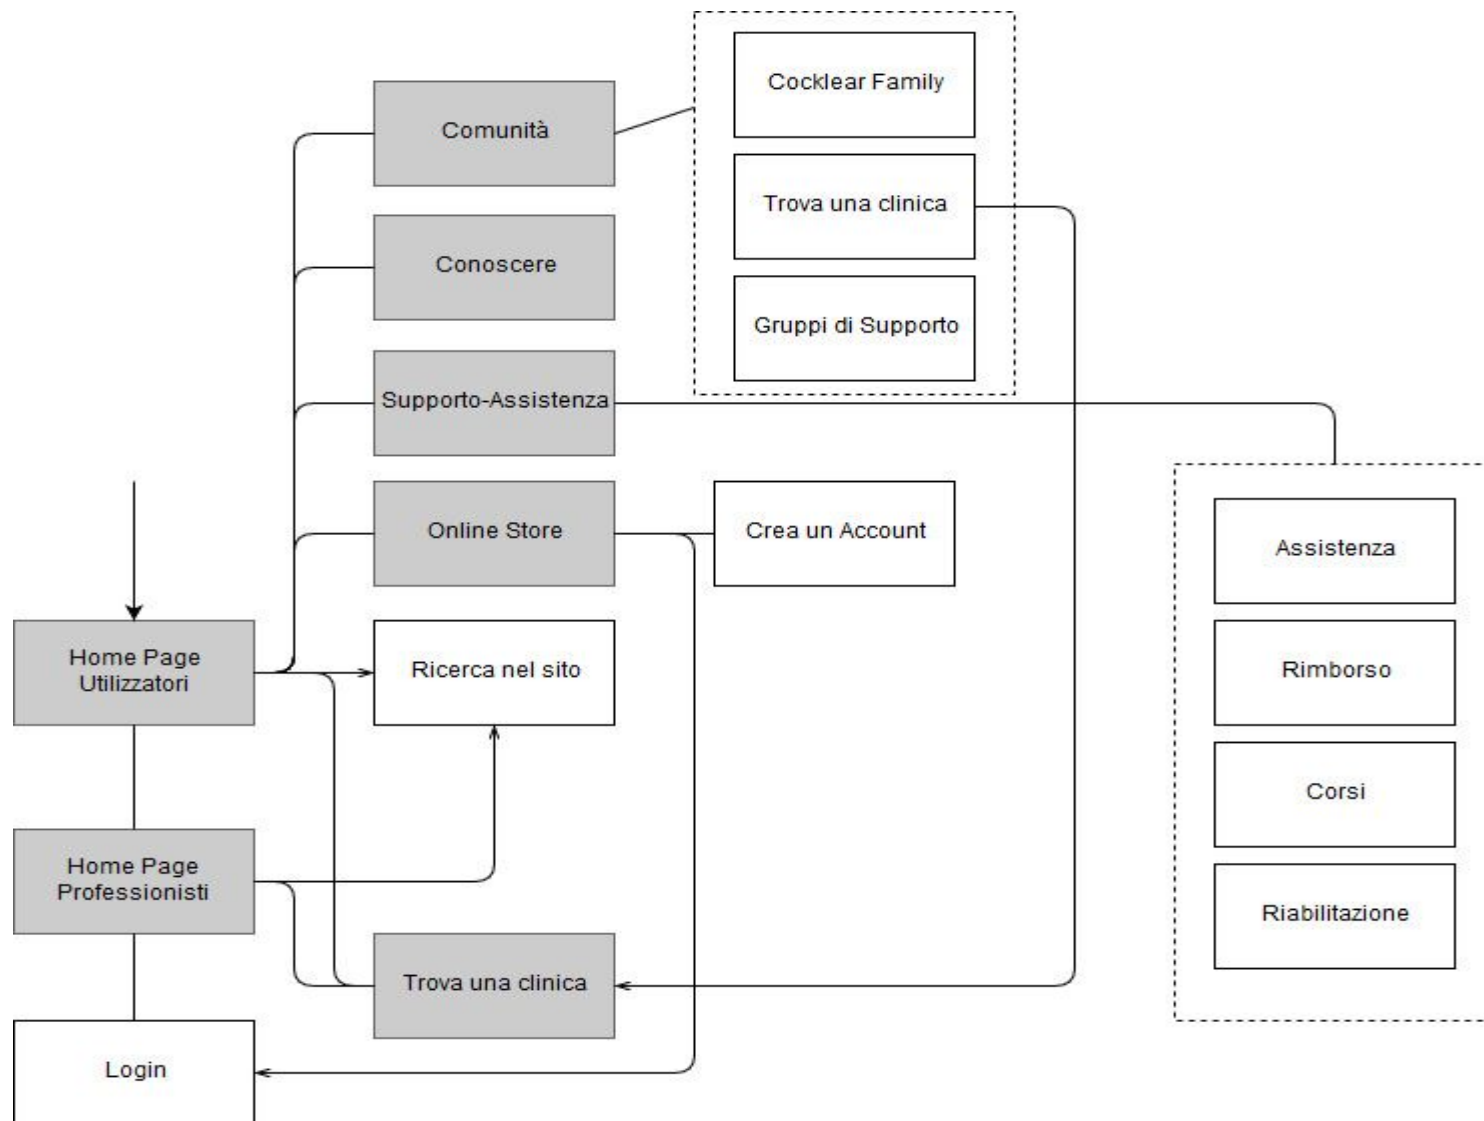 Cocklear Family
Comunità
Trova una clinica
Conoscere
Gruppi di Supporto
Supporto-Assistenza
Online Store
Crea un Account
Assistenza
Home Page
Utilizzatori
Ricerca nel sito
Rimborso
Corsi
Home Page
Professionisti
Riabilitazione
Trova una clinica
Login